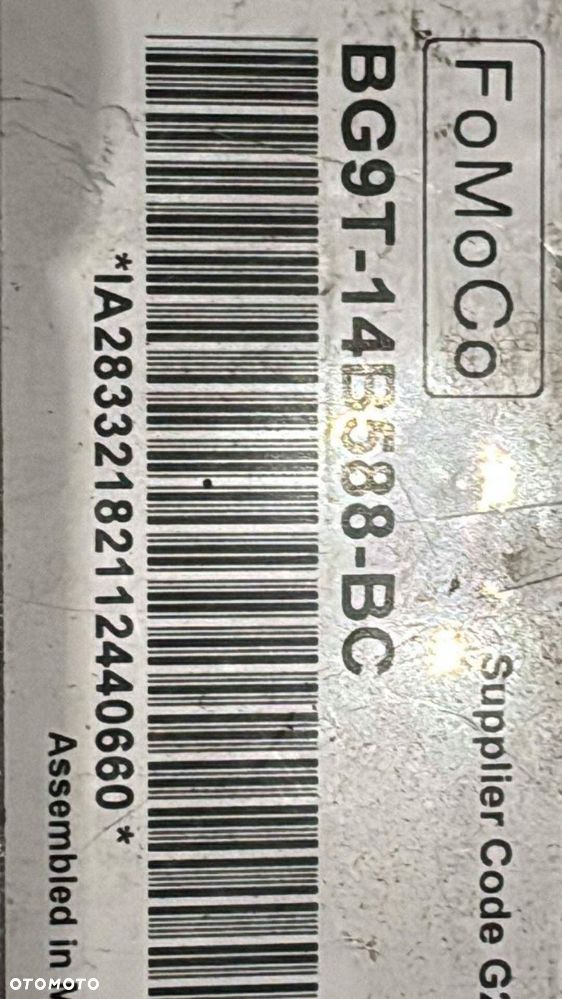 FoMoCo
Supplier Code
BG9T-14B588-BC
*IA28332182112440660*
Assembled in
OTOMOTO